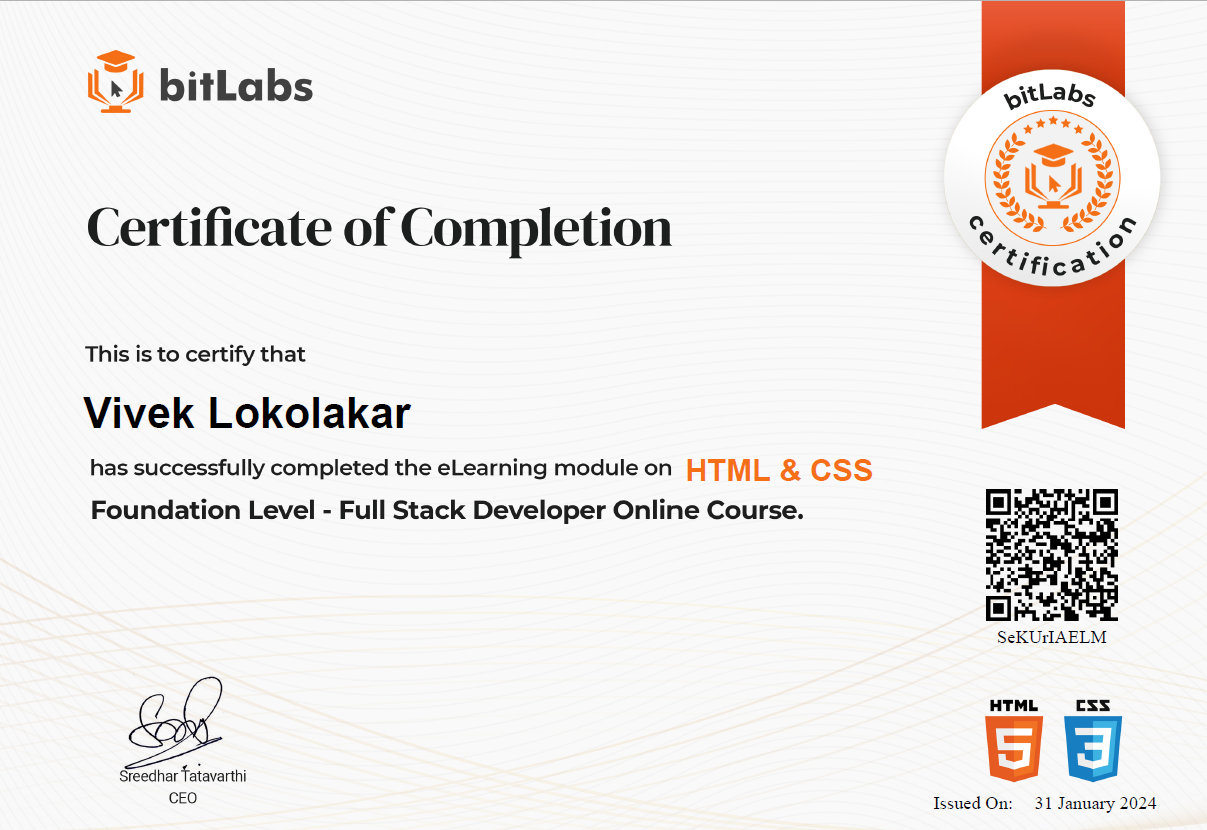 bitLabs
bitLabs
certification
Certificate of Completion
This is to certify that
Vivek Lokolakar
has successfully completed the eLearning module on HTML & CSS
Foundation Level - Full Stack Developer Online Course.
SeKUrIAELM
Sreedhar Tatavarthi
CEO
HTML CSS
5 3
Issued On: 31 January 2024